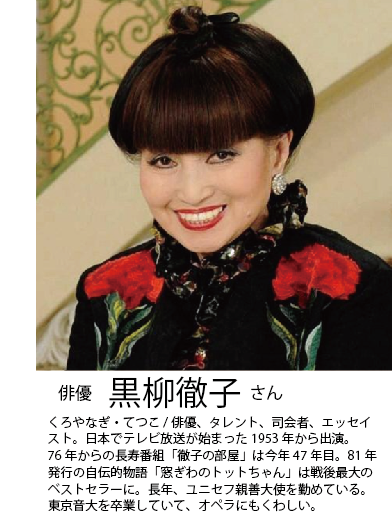 俳優 黒柳徹子 さん
くろやなぎ・てつこ / 俳優、タレント、司会者、エッセイ
スト。日本でテレビ放送が始まった 1953 年から出演。
76 年からの長寿番組「徹子の部屋」は今年 47 年目。81 年
発行の自伝的物語「窓ぎわのトットちゃん」は戦後最大の
ベストセラーに。長年、ユニセフ親善大使を勤めている。
東京音大を卒業していて、オペラにもくわしい。